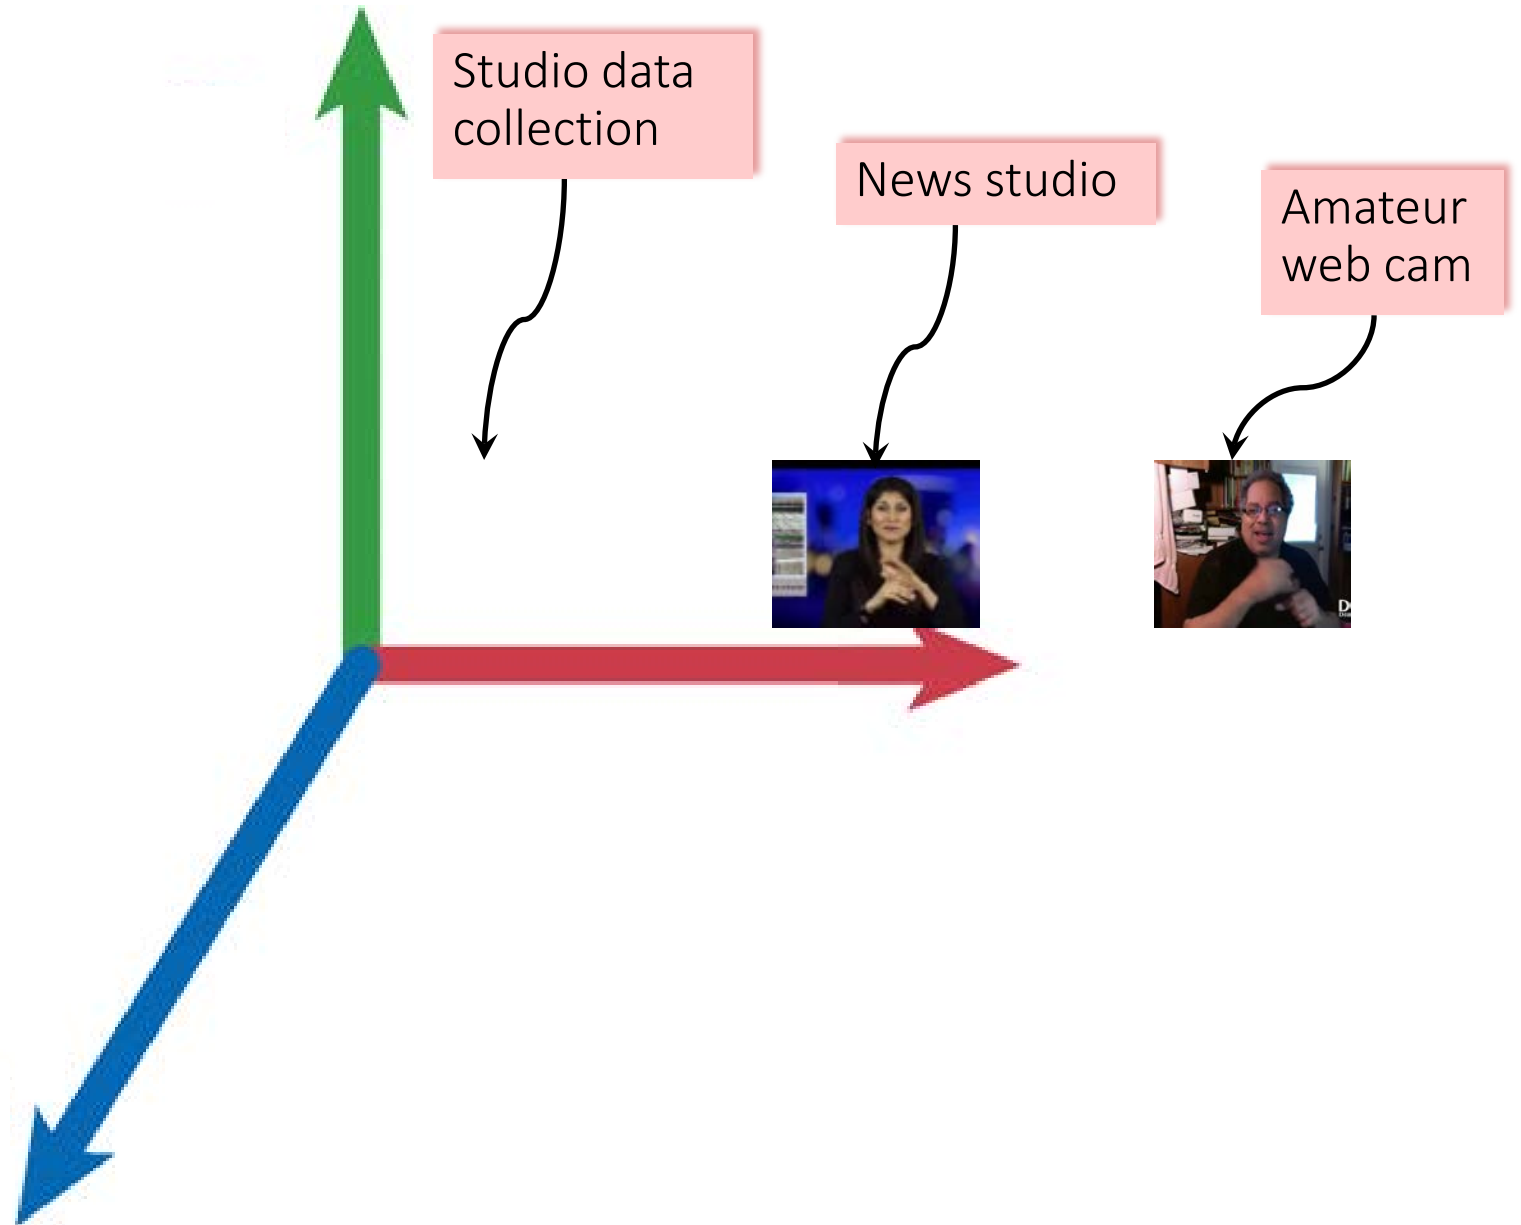 Studio data
collection
News studio
Amateur
web cam